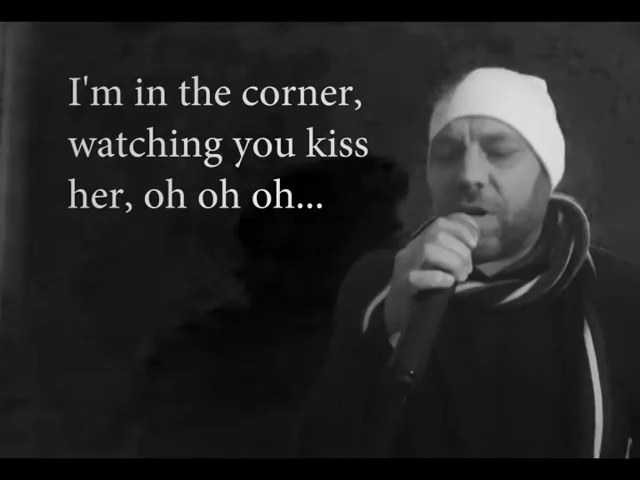 I'm in the corner,
watching you kiss
her, oh oh oh...